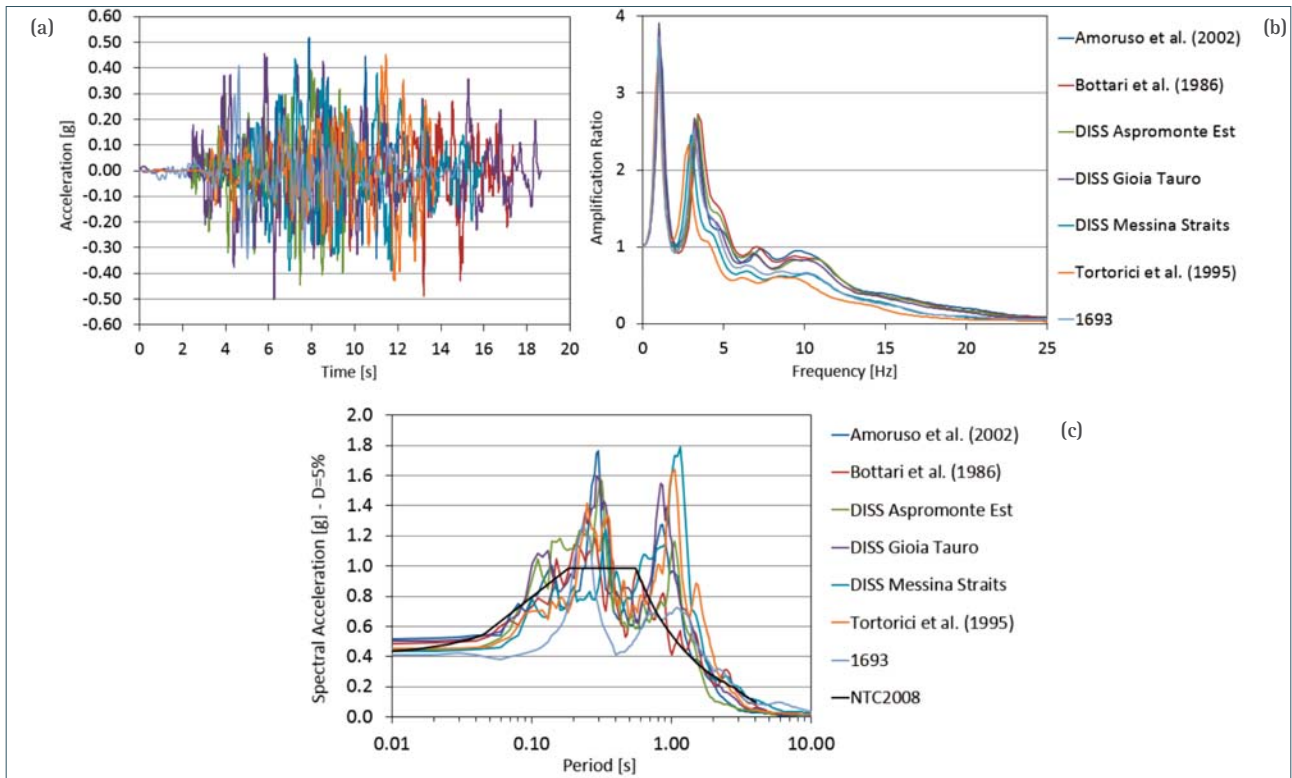 (a)
0.60
0.50
0.40
0.30
0.20
0.10
0.00
-0.10
-0.20
-0.30
-0.40
-0.50
-0.60
Acceleration [g]
0 2 4 6 8 10 12 14 16 18 20
Time [s]
(b)
4
3
2
1
0
Amplification Ratio
0 5 10 15 20 25
Frequency [Hz]
Amoruso et al. (2002)
Bottari et al. (1986)
DISS Aspromonte Est
DISS Gioia Tauro
DISS Messina Straits
Tortorici et al. (1995)
1693
(c)
2.0
1.8
1.6
1.4
1.2
1.0
0.8
0.6
0.4
0.2
0.0
Spectral Acceleration [g] - D=5%
0.01 0.10 1.00 10.00
Period [s]
Amoruso et al. (2002)
Bottari et al. (1986)
DISS Aspromonte Est
DISS Gioia Tauro
DISS Messina Straits
Tortorici et al. (1995)
1693
NTC2008